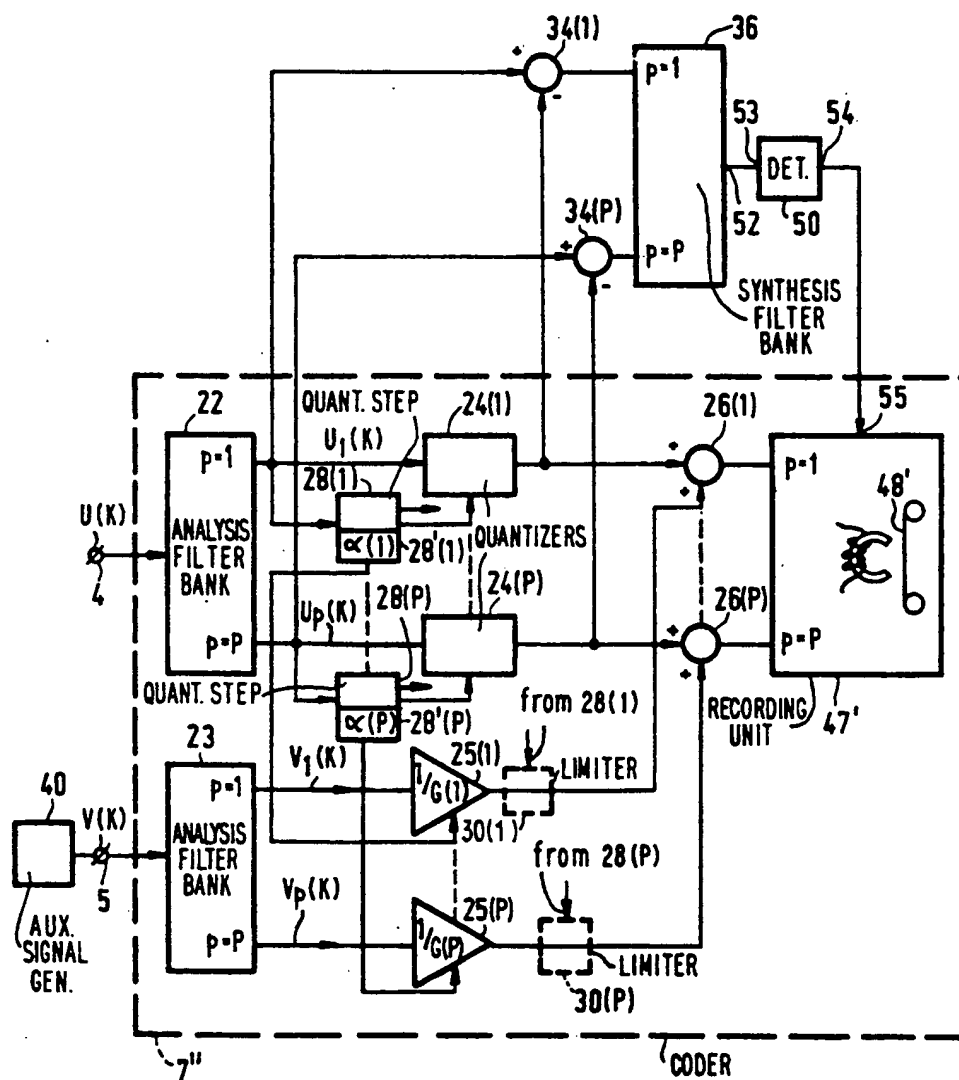 34(1)
36
+
-
p=1
53
54
DET.
52
50
34(P)
+
-
p=P
SYNTHESIS
FILTER
BANK
QUANT. STEP
22
24(1)
26(1)
55
p=1
U1(K)
28(1)
+
+
p=1
48'
U(K)
4
ANALYSIS
FILTER
BANK
α(1)
28'(1)
QUANTIZERS
28(P)
24(P)
26(P)
Up(K)
p=P
+
+
p=P
QUANT. STEP
α(P)
28'(P)
from 28(1)
RECORDING
UNIT
47'
23
V1(K)
25(1)
LIMITER
p=1
1/G(1)
30(1)
40
V(K)
5
ANALYSIS
FILTER
BANK
from 28(P)
Vp(K)
25(P)
p=P
1/G(P)
LIMITER
AUX.
SIGNAL
GEN.
30(P)
7"
CODER